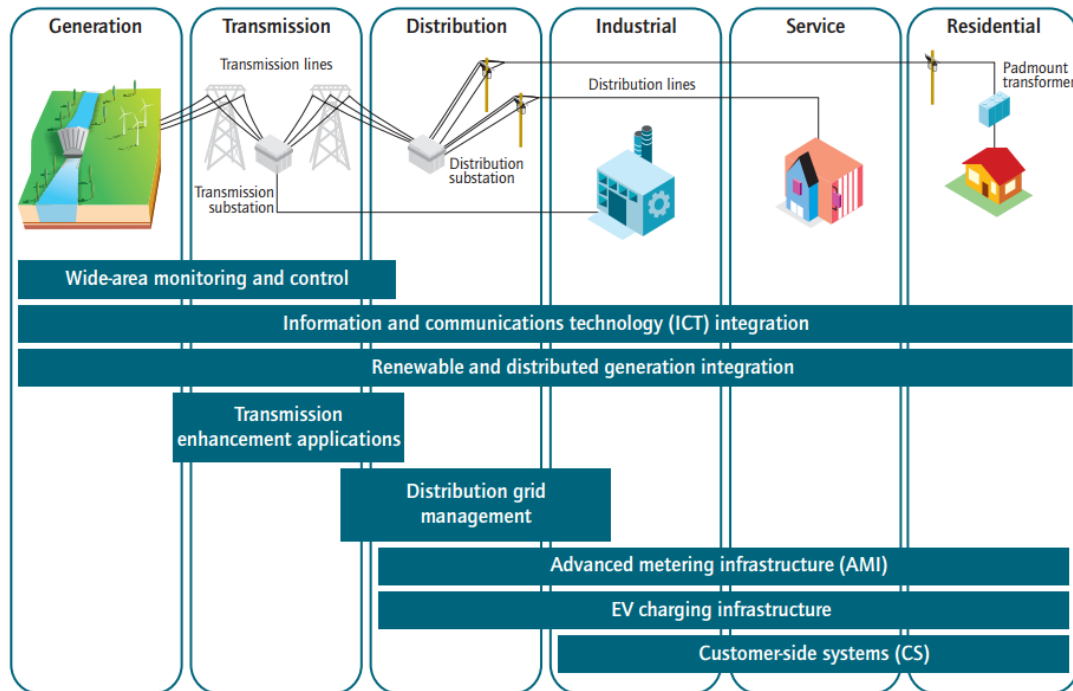 Generation
Transmission
Distribution
Industrial
Service
Residential
Transmission lines
Padmount
transformer
Distribution lines
Distribution
substation
Transmission
substation
Wide-area monitoring and control
Information and communications technology (ICT) integration
Renewable and distributed generation integration
Transmission
enhancement applications
Distribution grid
management
Advanced metering infrastructure (AMI)
EV charging infrastructure
Customer-side systems (CS)